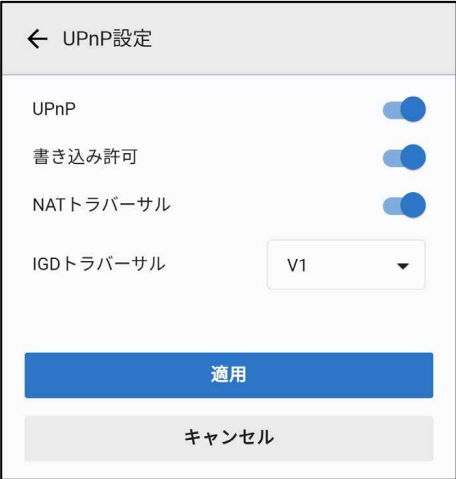 UPnP設定
UPnP
書き込み許可
NATトラバーサル
IGDトラバーサル V1
適用
キャンセル